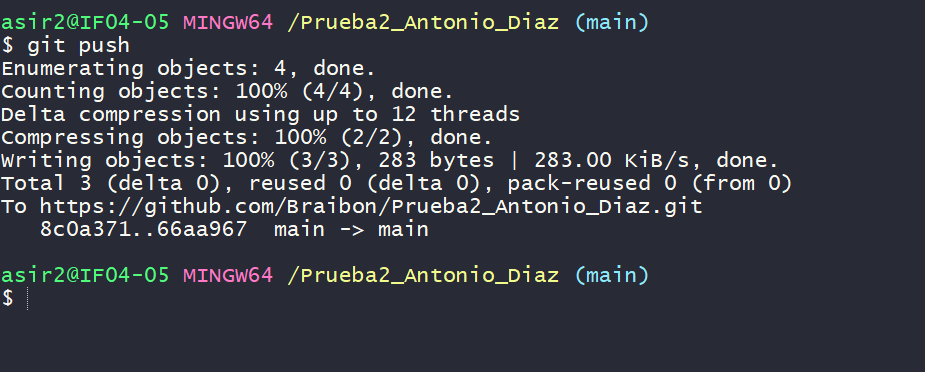 asir2@IF04-05 MINGW64 /Prueba2_Antonio_Diaz (main)
$ git push
Enumerating objects: 4, done.
Counting objects: 100% (4/4), done.
Delta compression using up to 12 threads
Compressing objects: 100% (2/2), done.
Writing objects: 100% (3/3), 283 bytes | 283.00 KiB/s, done.
Total 3 (delta 0), reused 0 (delta 0), pack-reused 0 (from 0)
To https://github.com/Braibon/Prueba2_Antonio_Diaz.git
   8c0a371..66aa967  main -> main
asir2@IF04-05 MINGW64 /Prueba2_Antonio_Diaz (main)
$